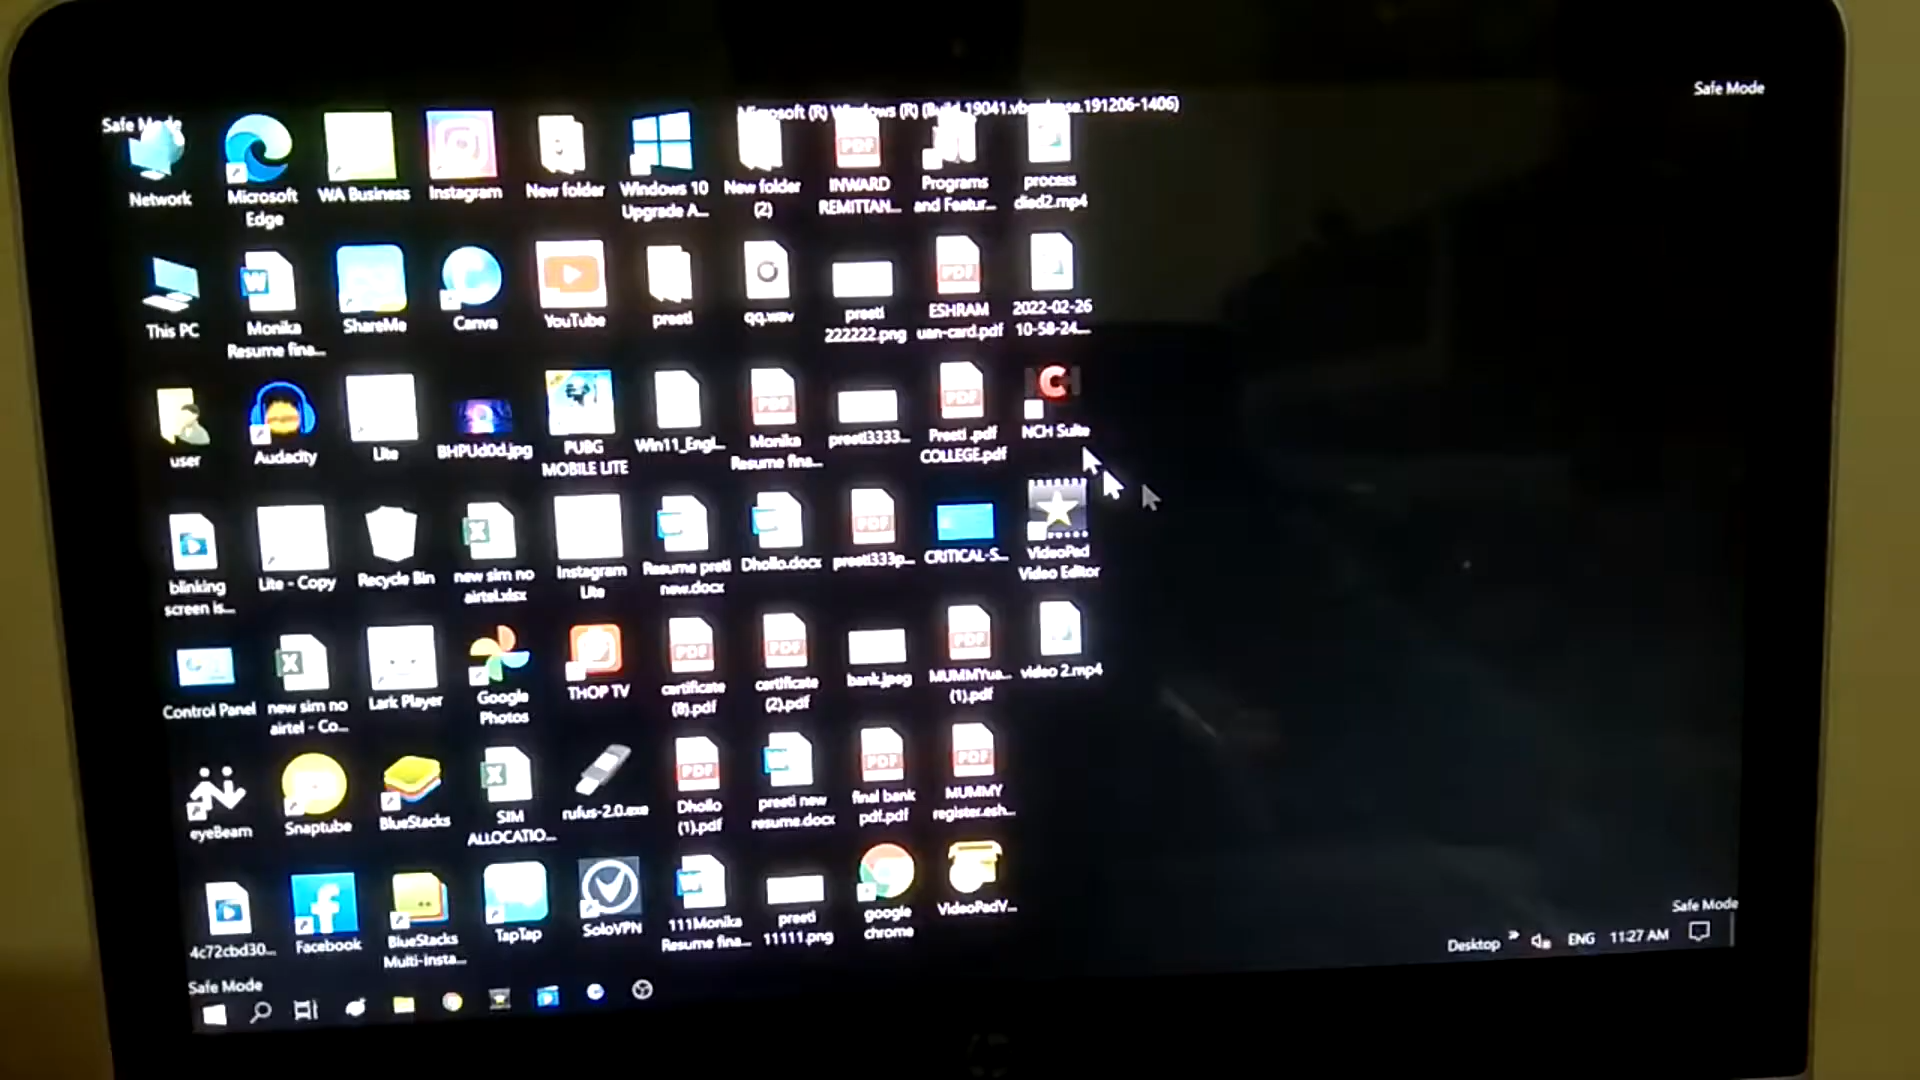 Safe Mode
Safe Mode
Microsoft (R) Windows (R) (Build 19041.vb_release.191206-1406)
Network
Microsoft
Edge
WA Business
Instagram
New folder
Windows 10
Upgrade A...
New folder
(2)
INWARD
REMITTAN...
Programs
and Featur...
process
died2.mp4
This PC
Monika
Resume fina...
ShareMe
Canva
YouTube
preeti
qq.wav
preeti
222222.png
ESHRAM
uan-card.pdf
2022-02-26
10-58-24....
user
Audacity
Lite
BHPUd0d.jpg
PUBG
MOBILE LITE
Win11_Engl...
Monika
Resume fina...
preeti3333...
Preeti .pdf
COLLEGE.pdf
NCH Suite
blinking
screen is...
Lite - Copy
Recycle Bin
new sim no
airtel.xlsx
Instagram
Lite
Resume preti
new.docx
Dhollo.docx
preeti333p...
CRITICAL-S...
VideoPad
Video Editor
Control Panel
new sim no
airtel - Co...
Lark Player
Google
Photos
THOP TV
certificate
(8).pdf
certificate
(2).pdf
bank.jpeg
MUMMYua...
(1).pdf
video 2.mp4
eyeBeam
Snaptube
BlueStacks
SIM
ALLOCATIO...
rufus-2.0.exe
Dhollo
(1).pdf
preeti new
resume.docx
final bank
pdf.pdf
MUMMY
register.esh...
4c72cbd30...
Facebook
BlueStacks
Multi-Insta...
TapTap
SoloVPN
111Monika
Resume fina...
preeti
11111.png
google
chrome
VideoPadV...
Safe Mode
Safe Mode
Desktop
ENG
11:27 AM